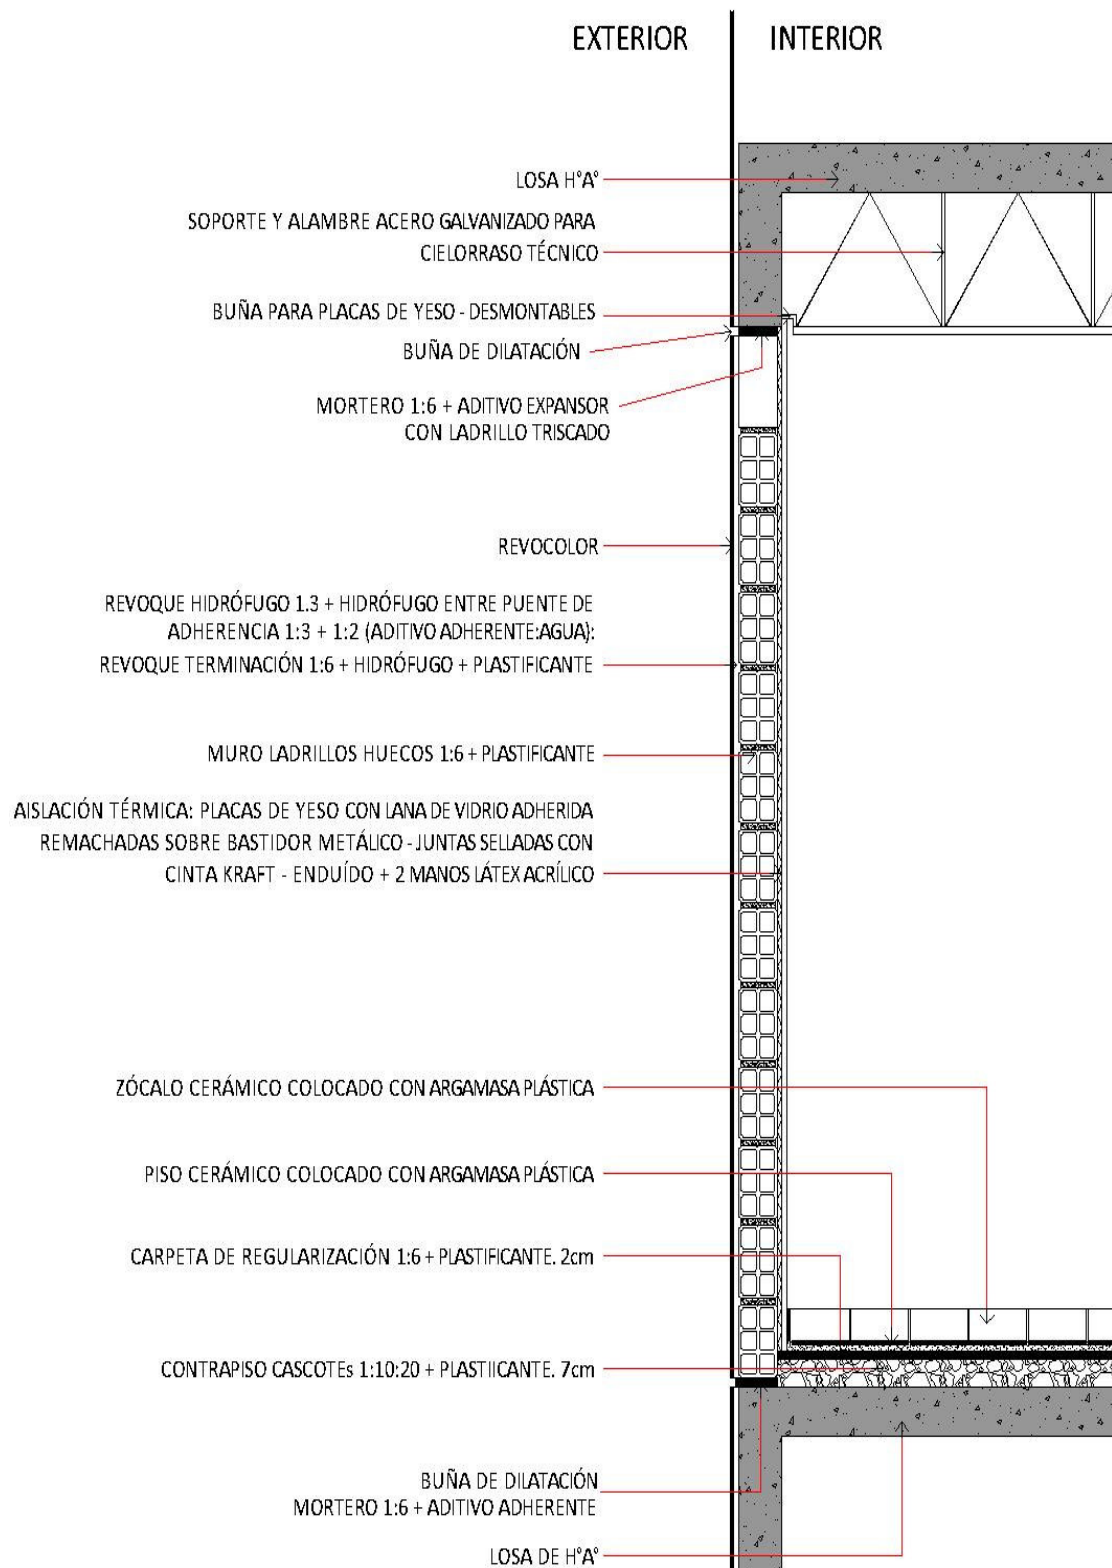 EXTERIOR
INTERIOR
LOSA H°A°
SOPORTE Y ALAMBRE ACERO GALVANIZADO PARA
CIELORRASO TÉCNICO
BUÑA PARA PLACAS DE YESO - DESMONTABLES
BUÑA DE DILATACIÓN
MORTERO 1:6 + ADITIVO EXPANSOR
CON LADRILLO TRISCADO
REVOCOLOR
REVOQUE HIDRÓFUGO 1.3 + HIDRÓFUGO ENTRE PUENTE DE
ADHERENCIA 1:3 + 1:2 (ADITIVO ADHERENTE:AGUA):
REVOQUE TERMINACIÓN 1:6 + HIDRÓFUGO + PLASTIFICANTE
MURO LADRILLOS HUECOS 1:6 + PLASTIFICANTE
AISLACIÓN TÉRMICA: PLACAS DE YESO CON LANA DE VIDRIO ADHERIDA
REMACHADAS SOBRE BASTIDOR METÁLICO - JUNTAS SELLADAS CON
CINTA KRAFT - ENDUÍDO + 2 MANOS LÁTEX ACRÍLICO
ZÓCALO CERÁMICO COLOCADO CON ARGAMASA PLÁSTICA
PISO CERÁMICO COLOCADO CON ARGAMASA PLÁSTICA
CARPETA DE REGULARIZACIÓN 1:6 + PLASTIFICANTE. 2cm
CONTRAPISO CASCOTEs 1:10:20 + PLASTIICANTE. 7cm
BUÑA DE DILATACIÓN
MORTERO 1:6 + ADITIVO ADHERENTE
LOSA DE H°A°